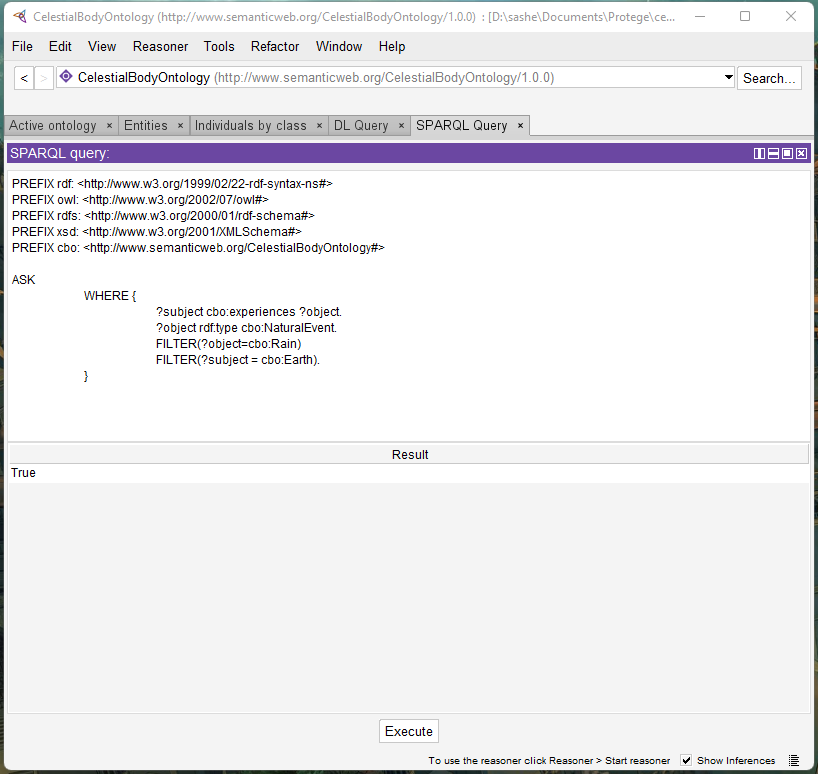 CelestialBodyOntology (http://www.semanticweb.org/CelestialBodyOntology/1.0.0) : [D:\sashe\Documents\Protege\ce...
File Edit View Reasoner Tools Refactor Window Help
< > CelestialBodyOntology (http://www.semanticweb.org/CelestialBodyOntology/1.0.0) Search...
Active ontology × Entities × Individuals by class × DL Query × SPARQL Query ×
SPARQL query:
PREFIX rdf: <http://www.w3.org/1999/02/22-rdf-syntax-ns#>
PREFIX owl: <http://www.w3.org/2002/07/owl#>
PREFIX rdfs: <http://www.w3.org/2000/01/rdf-schema#>
PREFIX xsd: <http://www.w3.org/2001/XMLSchema#>
PREFIX cbo: <http://www.semanticweb.org/CelestialBodyOntology#>
ASK
WHERE {
?subject cbo:experiences ?object.
?object rdf:type cbo:NaturalEvent.
FILTER(?object=cbo:Rain)
FILTER(?subject = cbo:Earth).
}
Result
True
Execute
To use the reasoner click Reasoner > Start reasoner Show Inferences